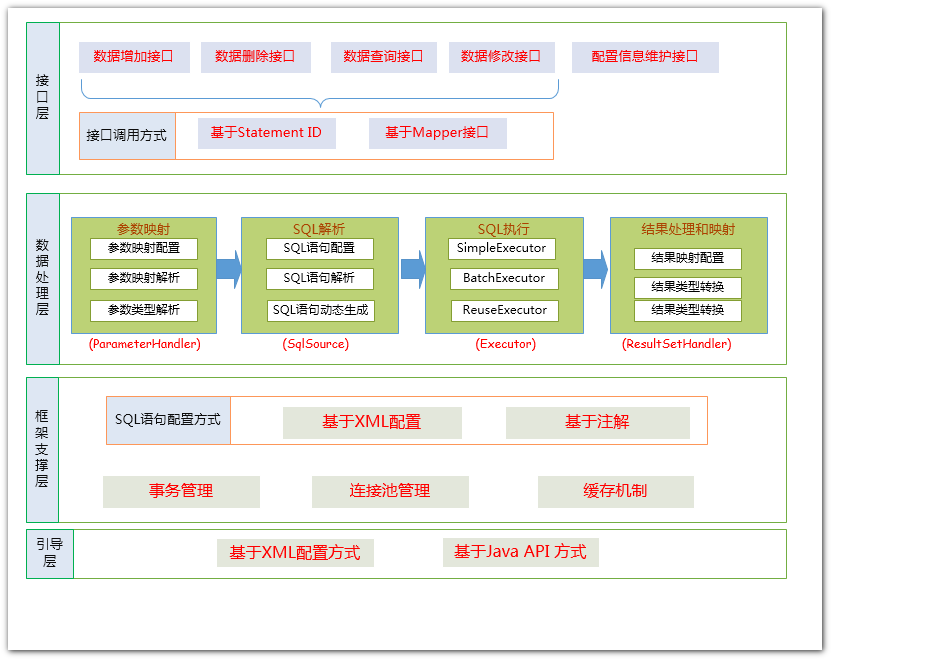 接口层
数据增加接口
数据删除接口
数据查询接口
数据修改接口
配置信息维护接口
接口调用方式
基于Statement ID
基于Mapper接口
数据处理层
参数映射
参数映射配置
参数映射解析
参数类型解析
(ParameterHandler)
SQL解析
SQL语句配置
SQL语句解析
SQL语句动态生成
(SqlSource)
SQL执行
SimpleExecutor
BatchExecutor
ReuseExecutor
(Executor)
结果处理和映射
结果映射配置
结果类型转换
结果类型转换
(ResultSetHandler)
框架支撑层
SQL语句配置方式
基于XML配置
基于注解
事务管理
连接池管理
缓存机制
引导
层
基于XML配置方式
基于Java API 方式